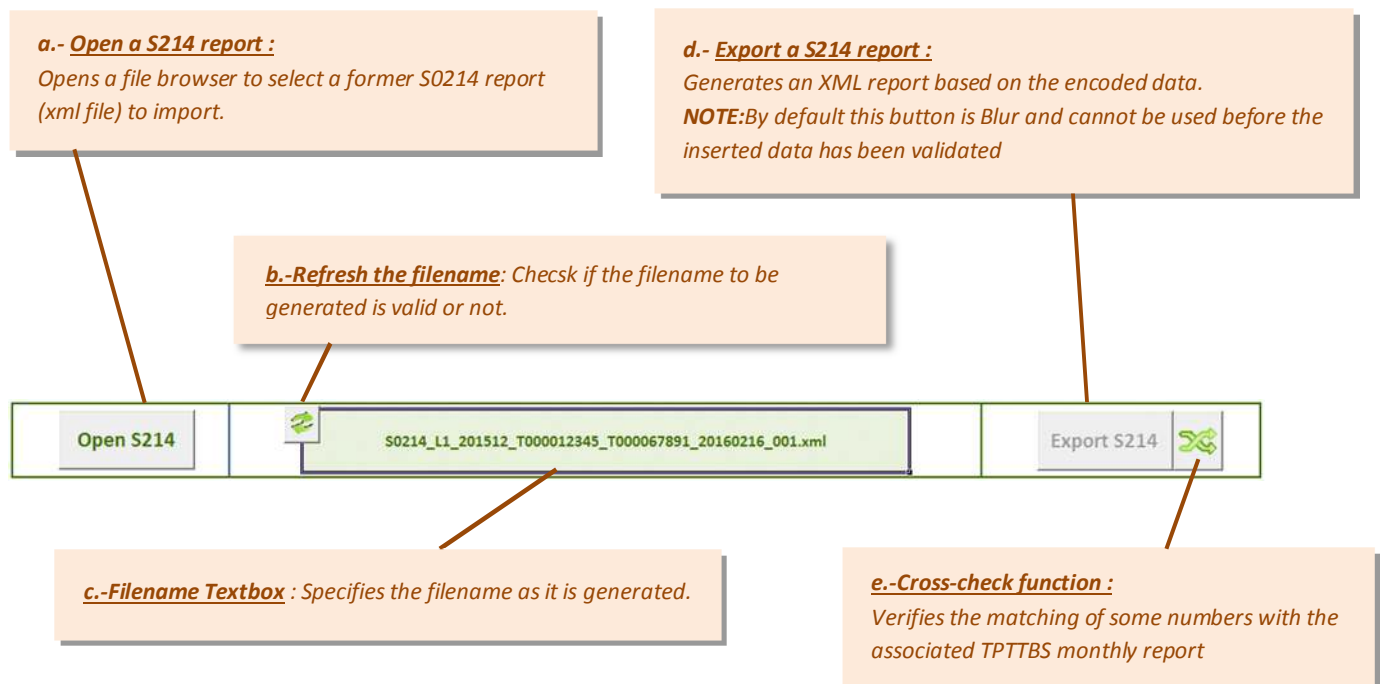 a.- Open a S214 report :
Opens a file browser to select a former S0214 report
(xml file) to import.
d.- Export a S214 report :
Generates an XML report based on the encoded data.
NOTE:By default this button is Blur and cannot be used before the
inserted data has been validated
b.-Refresh the filename: Checsk if the filename to be
generated is valid or not.
Open S214
S0214_L1_201512_T000012345_T000067891_20160216_001.xml
Export S214
c.-Filename Textbox : Specifies the filename as it is generated.
e.-Cross-check function :
Verifies the matching of some numbers with the
associated TPTTBS monthly report